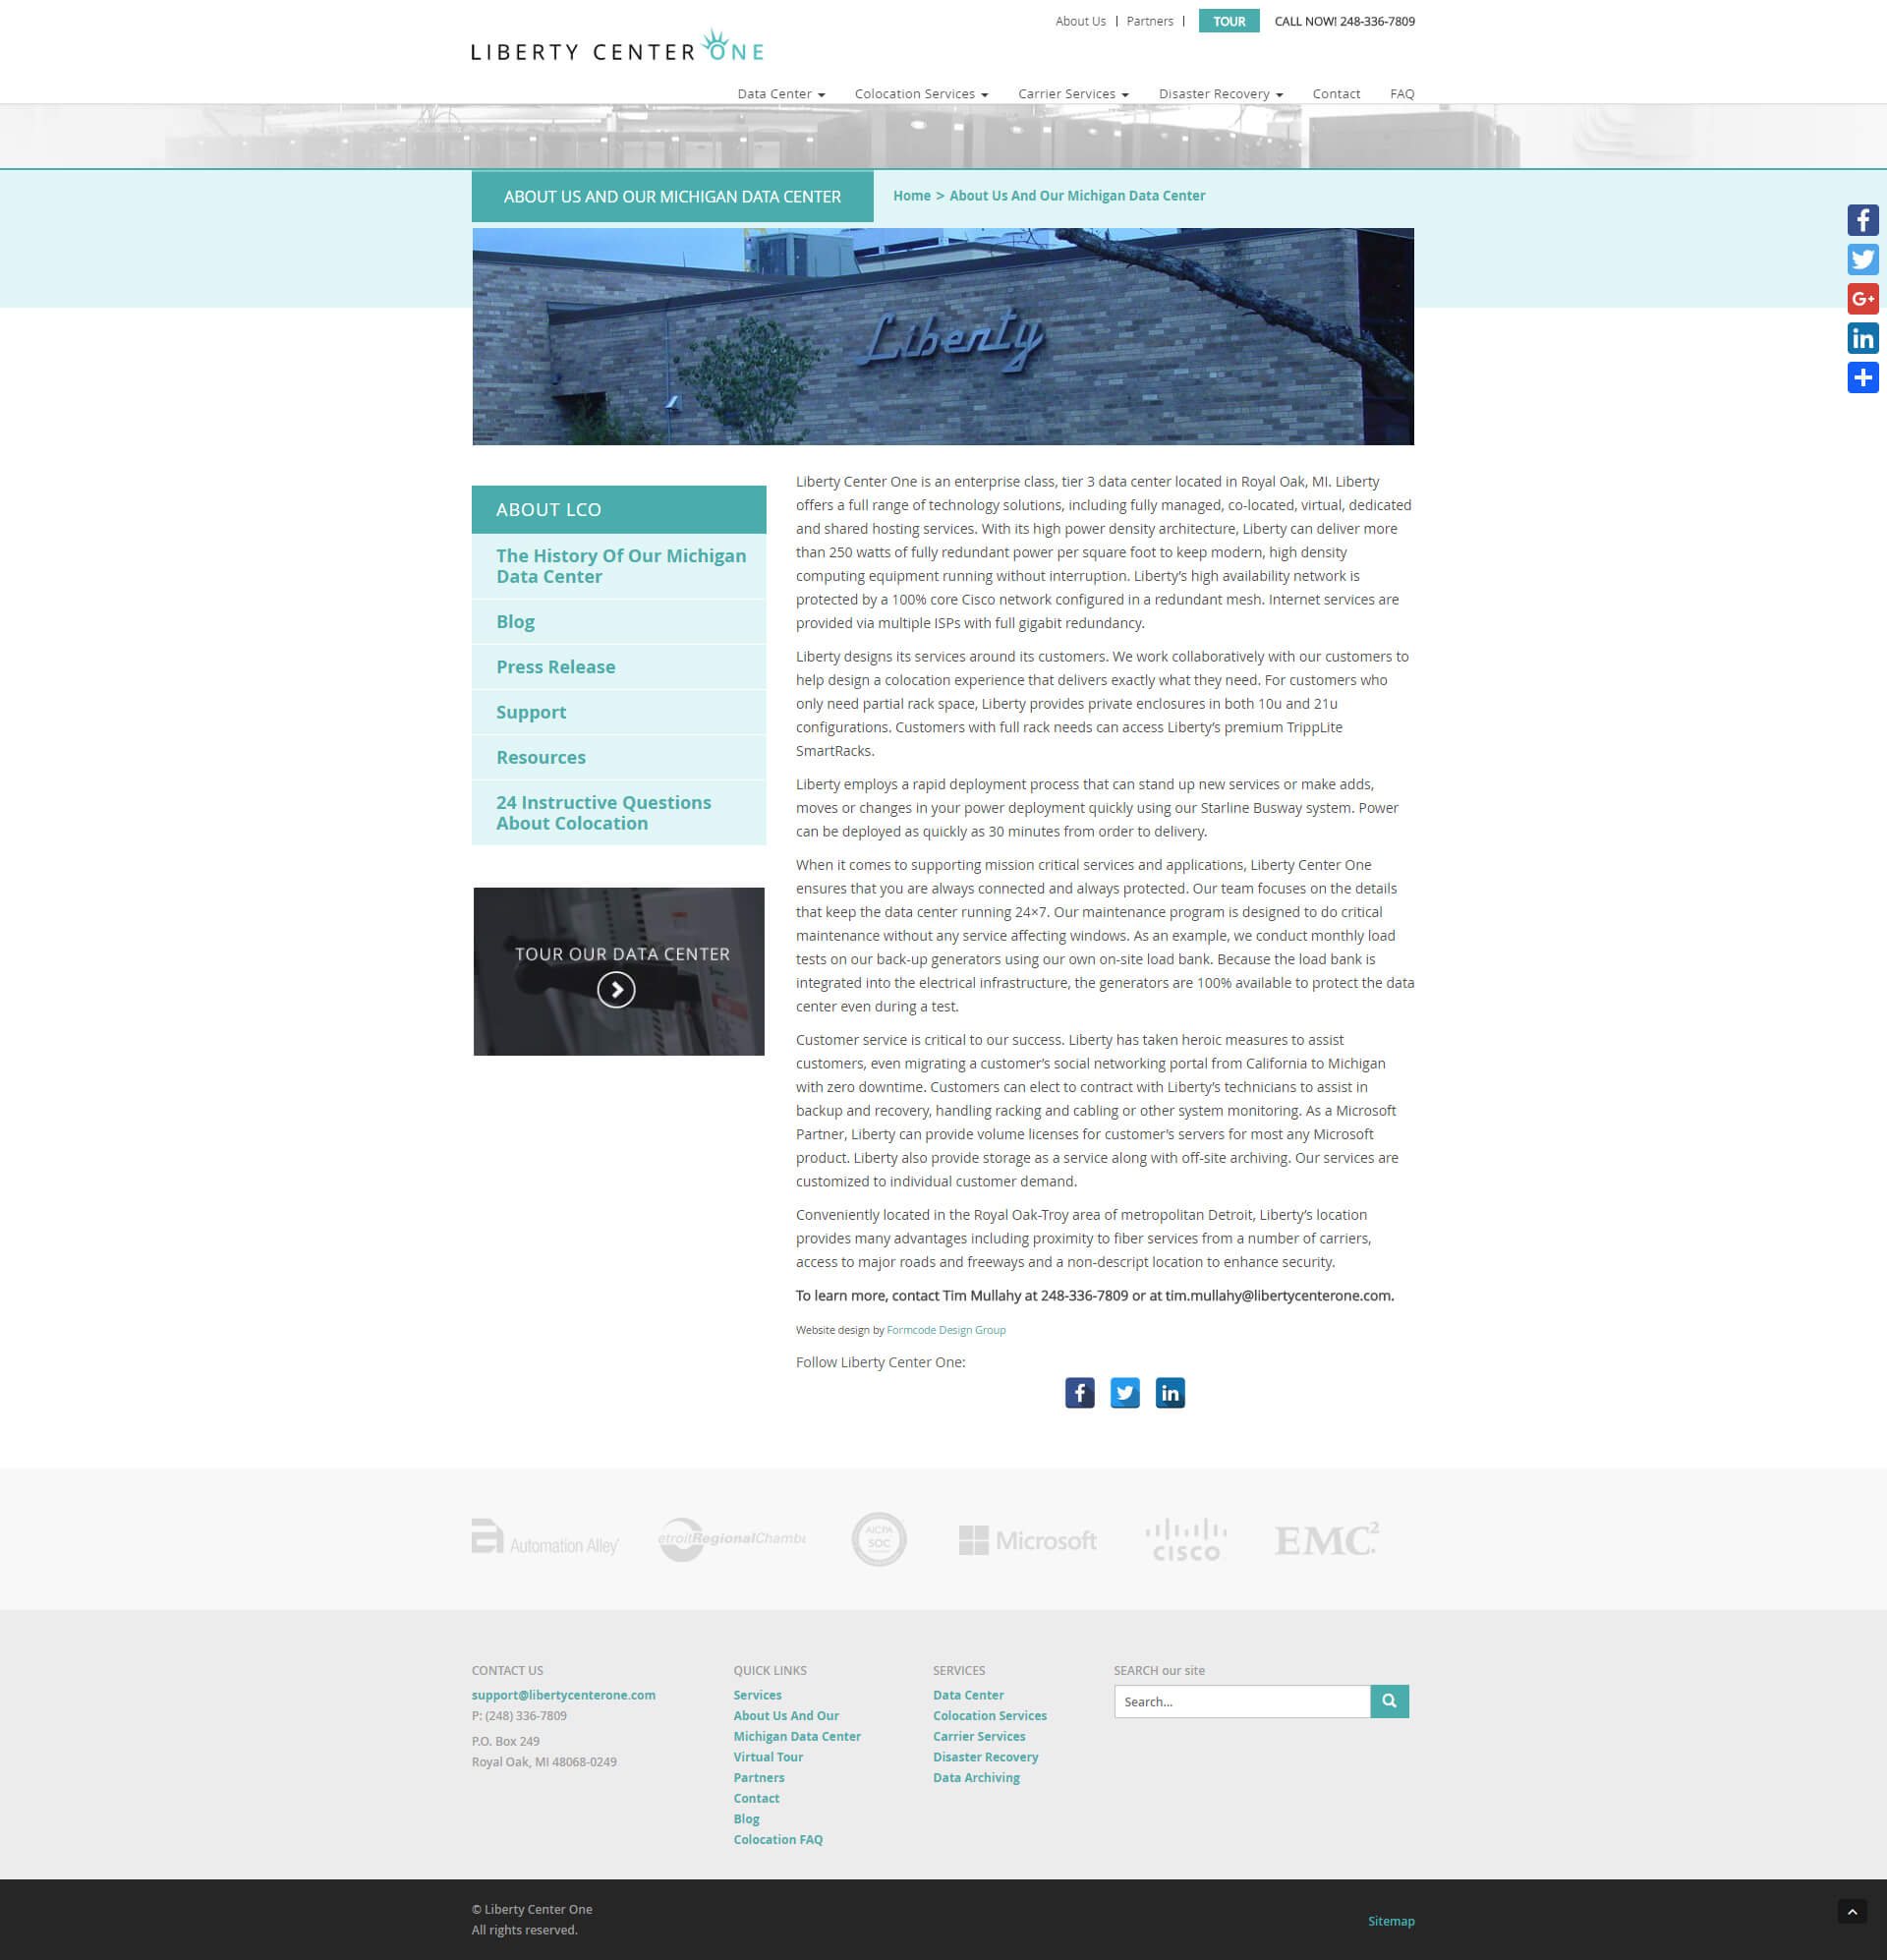 About Us | Partners | TOUR CALL NOW! 248-336-7809
LIBERTY CENTER ONE
Data Center Colocation Services Carrier Services Disaster Recovery Contact FAQ
ABOUT US AND OUR MICHIGAN DATA CENTER
Home > About Us And Our Michigan Data Center
Liberty
ABOUT LCO
The History Of Our Michigan
Data Center
Blog
Press Release
Support
Resources
24 Instructive Questions
About Colocation
TOUR OUR DATA CENTER
Liberty Center One is an enterprise class, tier 3 data center located in Royal Oak, MI. Liberty
offers a full range of technology solutions, including fully managed, co-located, virtual, dedicated
and shared hosting services. With its high power density architecture, Liberty can deliver more
than 250 watts of fully redundant power per square foot to keep modern, high density
computing equipment running without interruption. Liberty’s high availability network is
protected by a 100% core Cisco network configured in a redundant mesh. Internet services are
provided via multiple ISPs with full gigabit redundancy.
Liberty designs its services around its customers. We work collaboratively with our customers to
help design a colocation experience that delivers exactly what they need. For customers who
only need partial rack space, Liberty provides private enclosures in both 10u and 21u
configurations. Customers with full rack needs can access Liberty’s premium TrippLite
SmartRacks.
Liberty employs a rapid deployment process that can stand up new services or make adds,
moves or changes in your power deployment quickly using our Starline Busway system. Power
can be deployed as quickly as 30 minutes from order to delivery.
When it comes to supporting mission critical services and applications, Liberty Center One
ensures that you are always connected and always protected. Our team focuses on the details
that keep the data center running 24×7. Our maintenance program is designed to do critical
maintenance without any service affecting windows. As an example, we conduct monthly load
tests on our back-up generators using our own on-site load bank. Because the load bank is
integrated into the electrical infrastructure, the generators are 100% available to protect the data
center even during a test.
Customer service is critical to our success. Liberty has taken heroic measures to assist
customers, even migrating a customer’s social networking portal from California to Michigan
with zero downtime. Customers can elect to contract with Liberty’s technicians to assist in
backup and recovery, handling racking and cabling or other system monitoring. As a Microsoft
Partner, Liberty can provide volume licenses for customer’s servers for most any Microsoft
product. Liberty also provide storage as a service along with off-site archiving. Our services are
customized to individual customer demand.
Conveniently located in the Royal Oak-Troy area of metropolitan Detroit, Liberty’s location
provides many advantages including proximity to fiber services from a number of carriers,
access to major roads and freeways and a non-descript location to enhance security.
To learn more, contact Tim Mullahy at 248-336-7809 or at tim.mullahy@libertycenterone.com.
Website design by Formcode Design Group
Follow Liberty Center One:
Automation Alley
etroitRegionalChambe
AICPA
SOC
Microsoft
CISCO
EMC2
CONTACT US
support@libertycenterone.com
P: (248) 336-7809
P.O. Box 249
Royal Oak, MI 48068-0249
QUICK LINKS
Services
About Us And Our
Michigan Data Center
Virtual Tour
Partners
Contact
Blog
Colocation FAQ
SERVICES
Data Center
Colocation Services
Carrier Services
Disaster Recovery
Data Archiving
SEARCH our site
Search...
© Liberty Center One
All rights reserved.
Sitemap